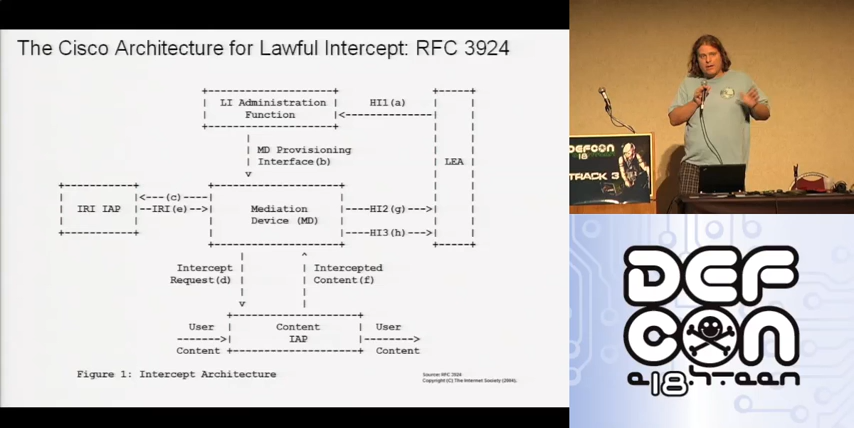 The Cisco Architecture for Lawful Intercept: RFC 3924
LI Administration HI1(a)
Function
MD Provisioning
Interface(b)
LEA
(c)
IRI IAP IRI(e) Mediation HI2(g)
Device (MD)
HI3(h)
Intercept Intercepted
Request(d) Content(f)
User Content User
IAP
Content Content
Figure 1: Intercept Architecture
Source: RFC 3924
Copyright (C) The Internet Society (2004).
DEFCON
18
TRACK 3
DEF
CON
e18h-teen